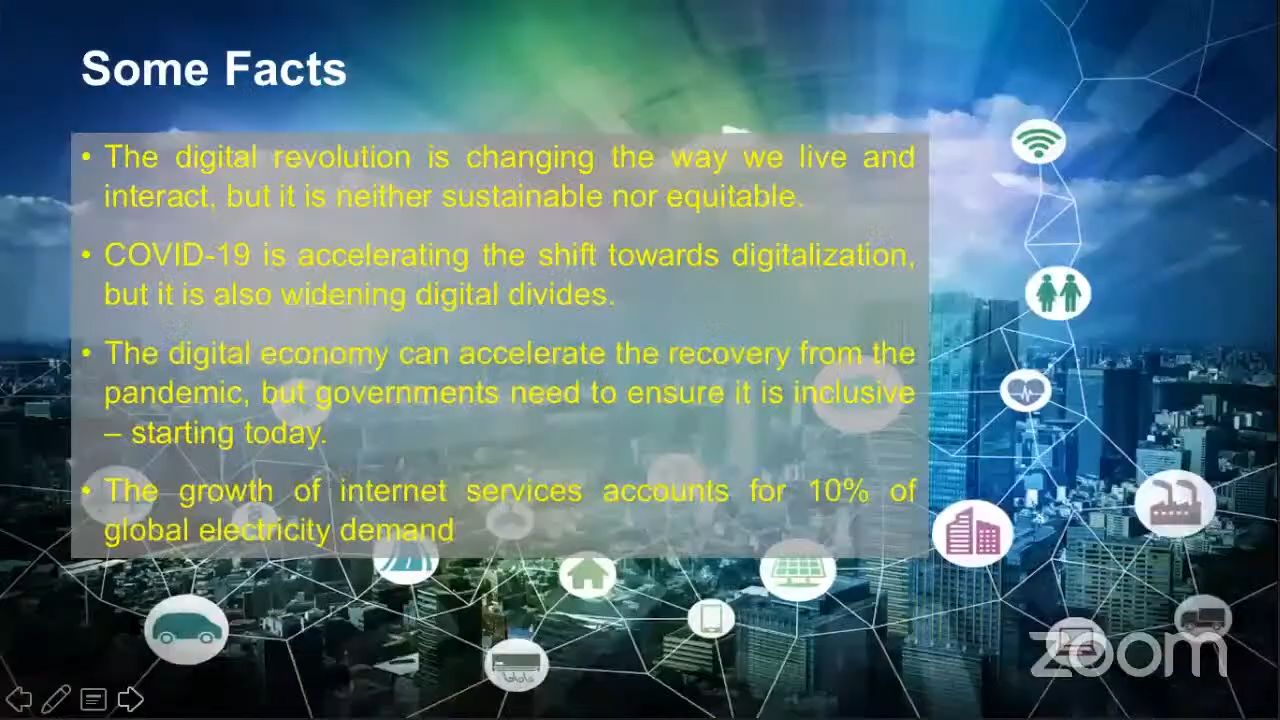 Some Facts
• The digital revolution is changing the way we live and
interact, but it is neither sustainable nor equitable.
• COVID-19 is accelerating the shift towards digitalization,
but it is also widening digital divides.
• The digital economy can accelerate the recovery from the
pandemic, but governments need to ensure it is inclusive
– starting today.
• The growth of internet services accounts for 10% of
global electricity demand
zoom